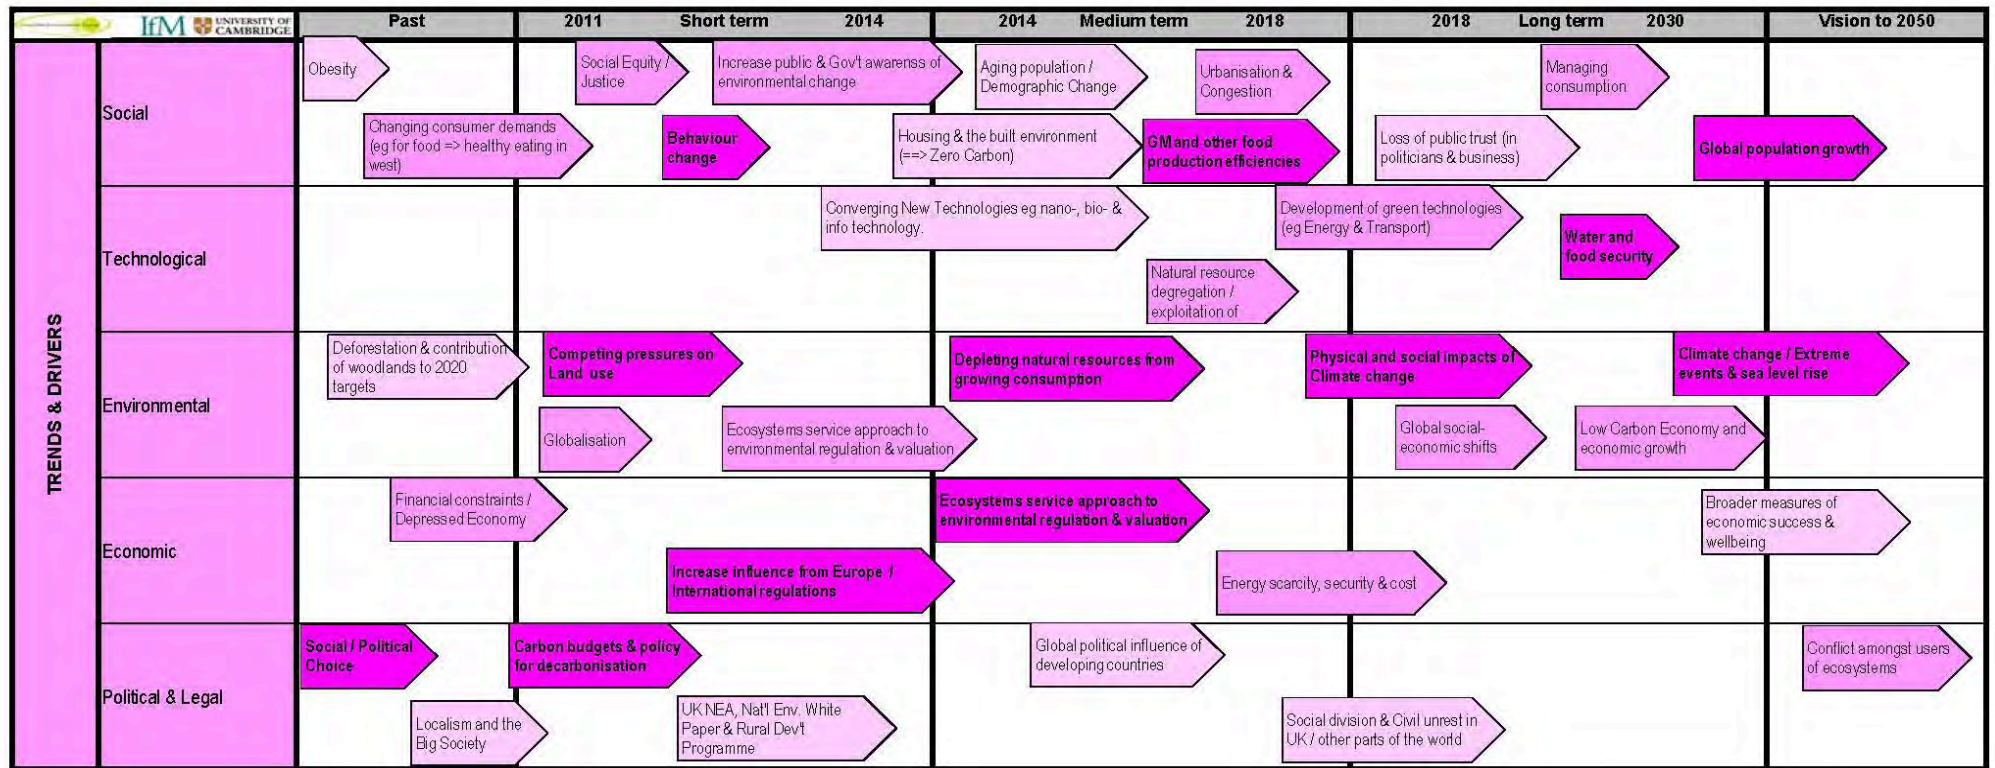 IfM
UNIVERSITY OF
CAMBRIDGE
Past
2011 Short term 2014
2014 Medium term 2018
2018 Long term 2030
Vision to 2050
TRENDS & DRIVERS
Social
Obesity
Social Equity /
Justice
Increase public & Gov't awarenss of
environmental change
Aging population /
Demographic Change
Urbanisation &
Congestion
Managing
consumption
Changing consumer demands
(eg for food => healthy eating in
west)
Behaviour
change
Housing & the built environment
(==> Zero Carbon)
GM and other food
production efficiencies
Loss of public trust (in
politicians & business)
Global population growth
Technological
Converging New Technologies eg nano-, bio- &
info technology.
Development of green technologies
(eg Energy & Transport)
Water and
food security
Natural resource
degregation /
exploitation of
Environmental
Deforestation & contribution
of woodlands to 2020
targets
Competing pressures on
Land use
Depleting natural resources from
growing consumption
Physical and social impacts of
Climate change
Climate change / Extreme
events & sea level rise
Globalisation
Ecosystems service approach to
environmental regulation & valuation
Global social-
economic shifts
Low Carbon Economy and
economic growth
Economic
Financial constraints /
Depressed Economy
Ecosystems service approach to
environmental regulation & valuation
Broader measures of
economic success &
wellbeing
Increase influence from Europe /
International regulations
Energy scarcity, security & cost
Political & Legal
Social / Political
Choice
Carbon budgets & policy
for decarbonisation
Global political influence of
developing countries
Conflict amongst users
of ecosystems
Localism and the
Big Society
UK NEA, Nat'l Env. White
Paper & Rural Dev't
Programme
Social division & Civil unrest in
UK / other parts of the world